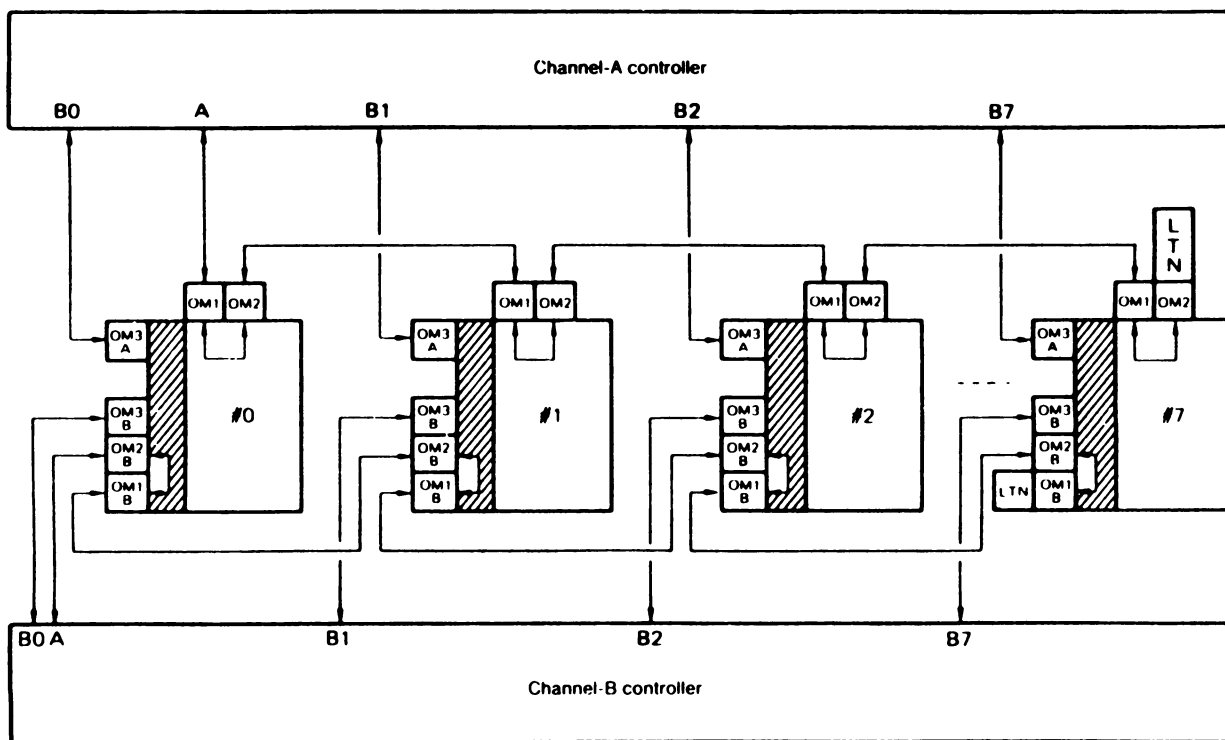 Channel-A controller
B0 A B1 B2 B7
L
T
N
OM1 OM2 OM1 OM2 OM1 OM2 OM1 OM2
OM3 OM3 OM3 OM3
A A A A
#0 #1 #2 #7
OM3 OM3 OM3 OM3
B B B B
OM2 OM2 OM2 OM2
B B B B
OM1 OM1 OM1 LTN OM1
B B B B
B0 A B1 B2 B7
Channel-B controller